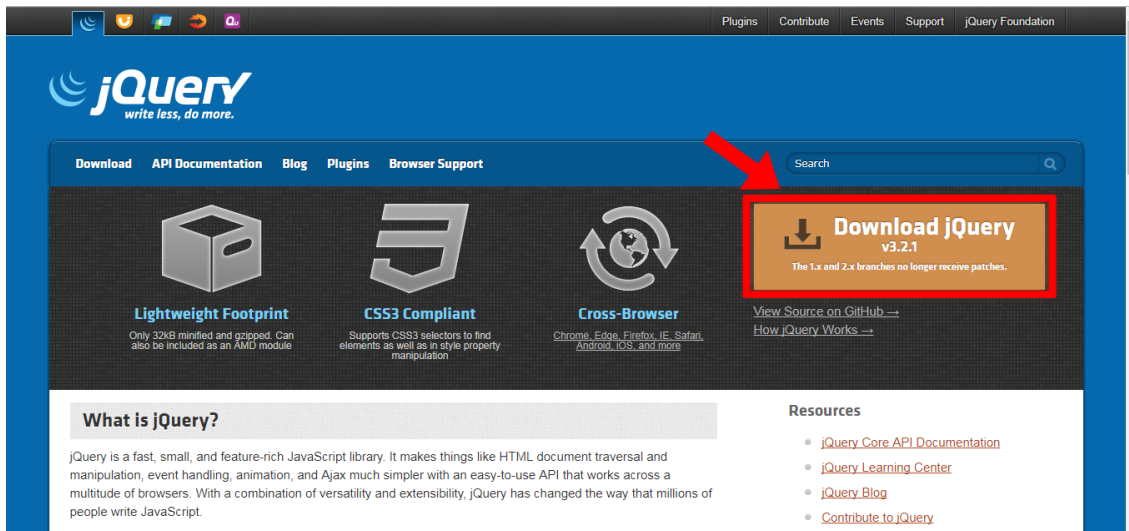 Plugins Contribute Events Support jQuery Foundation
jQuery
write less, do more.
Download API Documentation Blog Plugins Browser Support
Search
Download jQuery
v3.2.1
The 1.x and 2.x branches no longer receive patches.
View Source on GitHub →
How jQuery Works →
Lightweight Footprint
Only 32kB minified and gzipped. Can
also be included as an AMD module
CSS3 Compliant
Supports CSS3 selectors to find
elements as well as in style property
manipulation
Cross-Browser
Chrome, Edge, Firefox, IE, Safari,
Android, iOS, and more
What is jQuery?
jQuery is a fast, small, and feature-rich JavaScript library. It makes things like HTML document traversal and
manipulation, event handling, animation, and Ajax much simpler with an easy-to-use API that works across a
multitude of browsers. With a combination of versatility and extensibility, jQuery has changed the way that millions of
people write JavaScript.
Resources
jQuery Core API Documentation
jQuery Learning Center
jQuery Blog
Contribute to jQuery